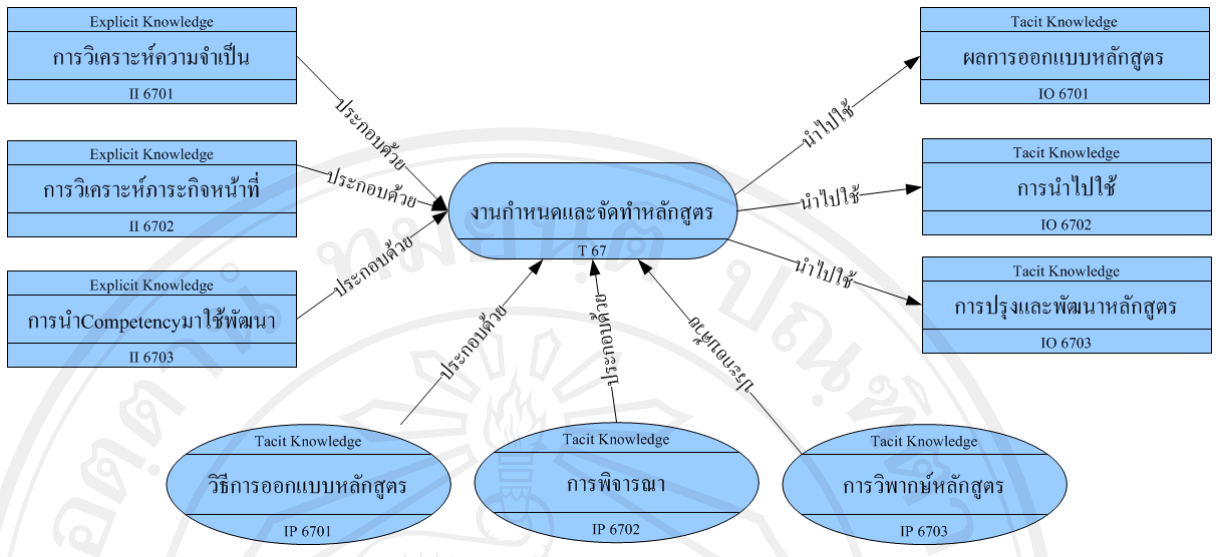 Explicit Knowledge
การวิเคราะห์ความจำเป็น
II 6701
Explicit Knowledge
การวิเคราะห์ภาระกิจหน้าที่
II 6702
Explicit Knowledge
การนำCompetencyมาใช้พัฒนา
II 6703
ประกอบด้วย
ประกอบด้วย
ประกอบด้วย
งานกำหนดและจัดทำหลักสูตร
T 67
นำไปใช้
นำไปใช้
นำไปใช้
Tacit Knowledge
ผลการออกแบบหลักสูตร
IO 6701
Tacit Knowledge
การนำไปใช้
IO 6702
Tacit Knowledge
การปรุงและพัฒนาหลักสูตร
IO 6703
ประกอบด้วย
ประกอบด้วย
ประกอบด้วย
Tacit Knowledge
วิธีการออกแบบหลักสูตร
IP 6701
Tacit Knowledge
การพิจารณา
IP 6702
Tacit Knowledge
การวิพากษ์หลักสูตร
IP 6703